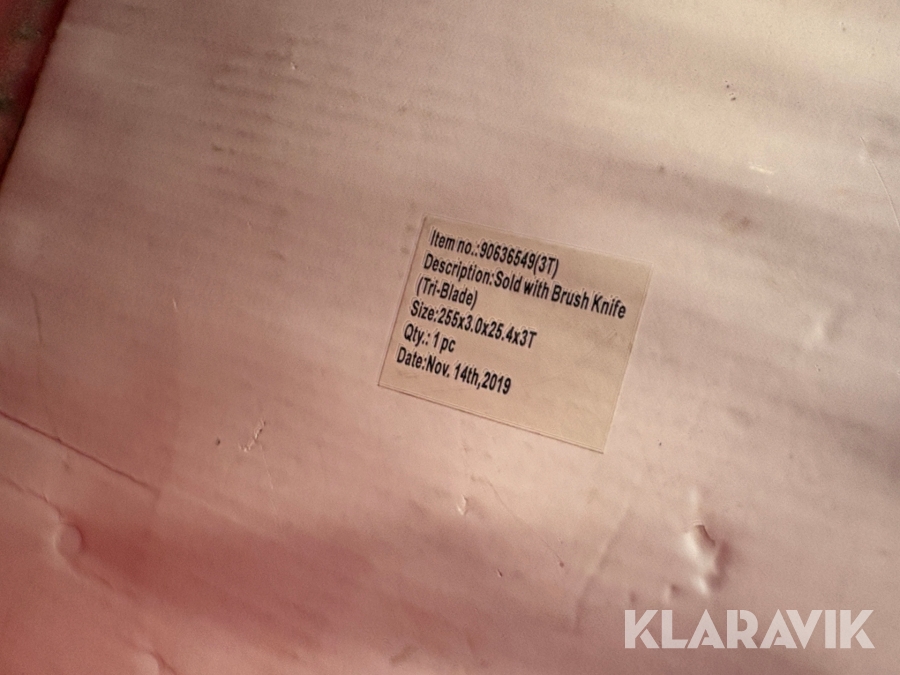 Item no.:90636549(3T)
Description:Sold with Brush Knife
(Tri-Blade)
Size:255x3.0x25.4x3T
Qty.: 1 pc
Date:Nov. 14th,2019
KLARAVIK